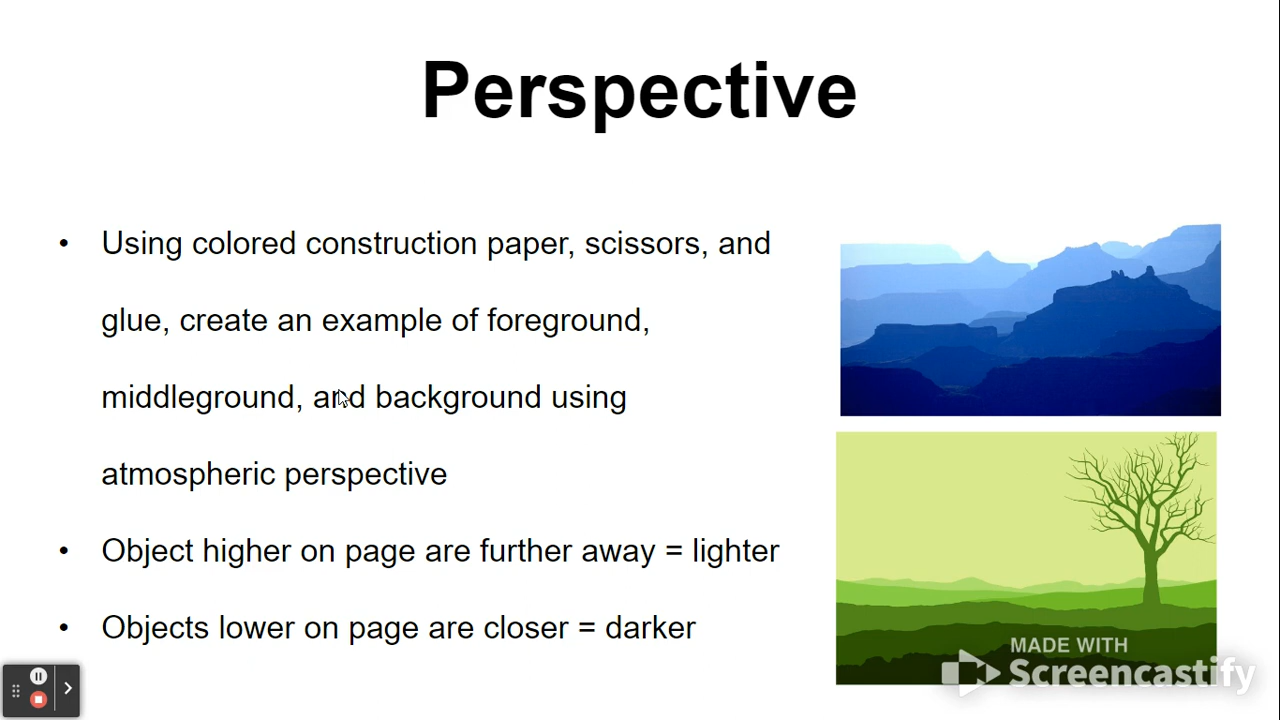 Perspective
• Using colored construction paper, scissors, and
glue, create an example of foreground,
middleground, and background using
atmospheric perspective
• Object higher on page are further away = lighter
• Objects lower on page are closer = darker
MADE WITH
Screencastify